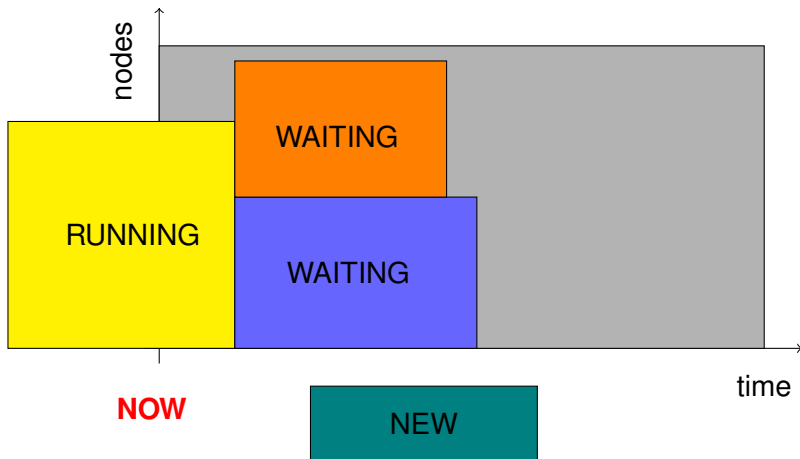 nodes
WAITING
RUNNING
WAITING
time
NOW
NEW